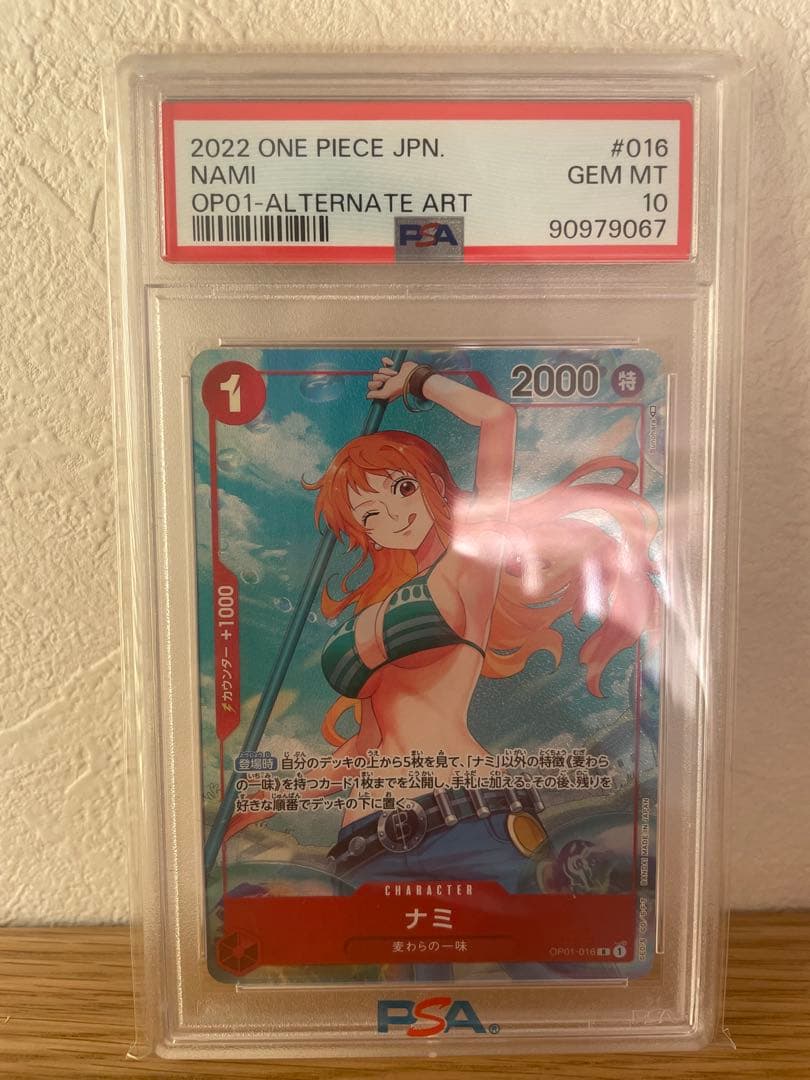 2022 ONE PIECE JPN. #016
NAMI GEM MT
OP01-ALTERNATE ART 10
PSA 90979067
1 2000 特
カウンター +1000
登場時 自分のデッキの上から5枚を見て、「ナミ」以外の特徴《麦わら
の一味》を持つカード1枚までを公開し、手札に加える。その後、残りを
好きな順番でデッキの下に置く。
CHARACTER
ナミ
麦わらの一味
OP01-016 R 1
BANDAI MADE IN JAPAN
PSA®